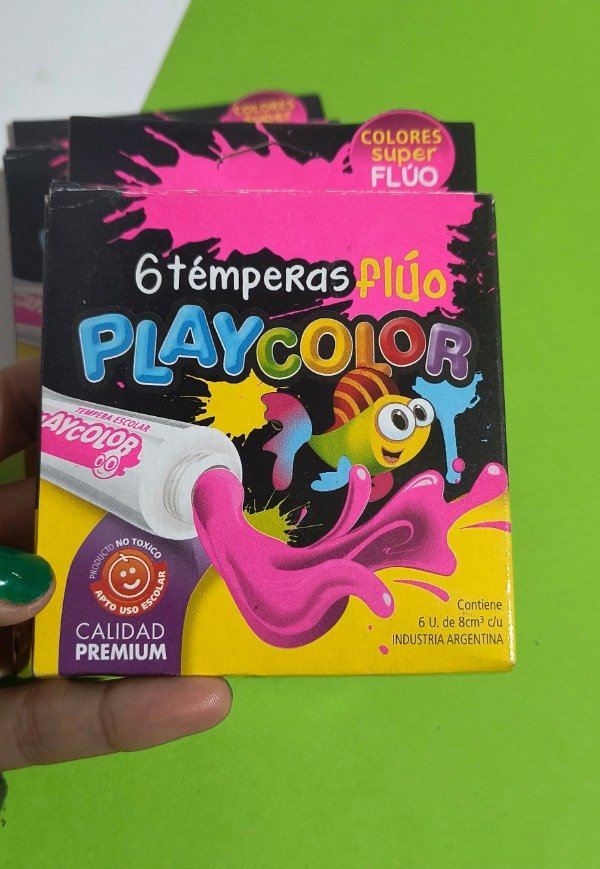 COLORES
COLORES
super
FLÚO
6 témperas flúo
PLAYCOLOR
TEMPERA ESCOLAR
PLAYCOLOR
PRODUCTO NO TOXICO
APTO USO ESCOLAR
CALIDAD
PREMIUM
Contiene
6 U. de 8cm³ c/u
INDUSTRIA ARGENTINA